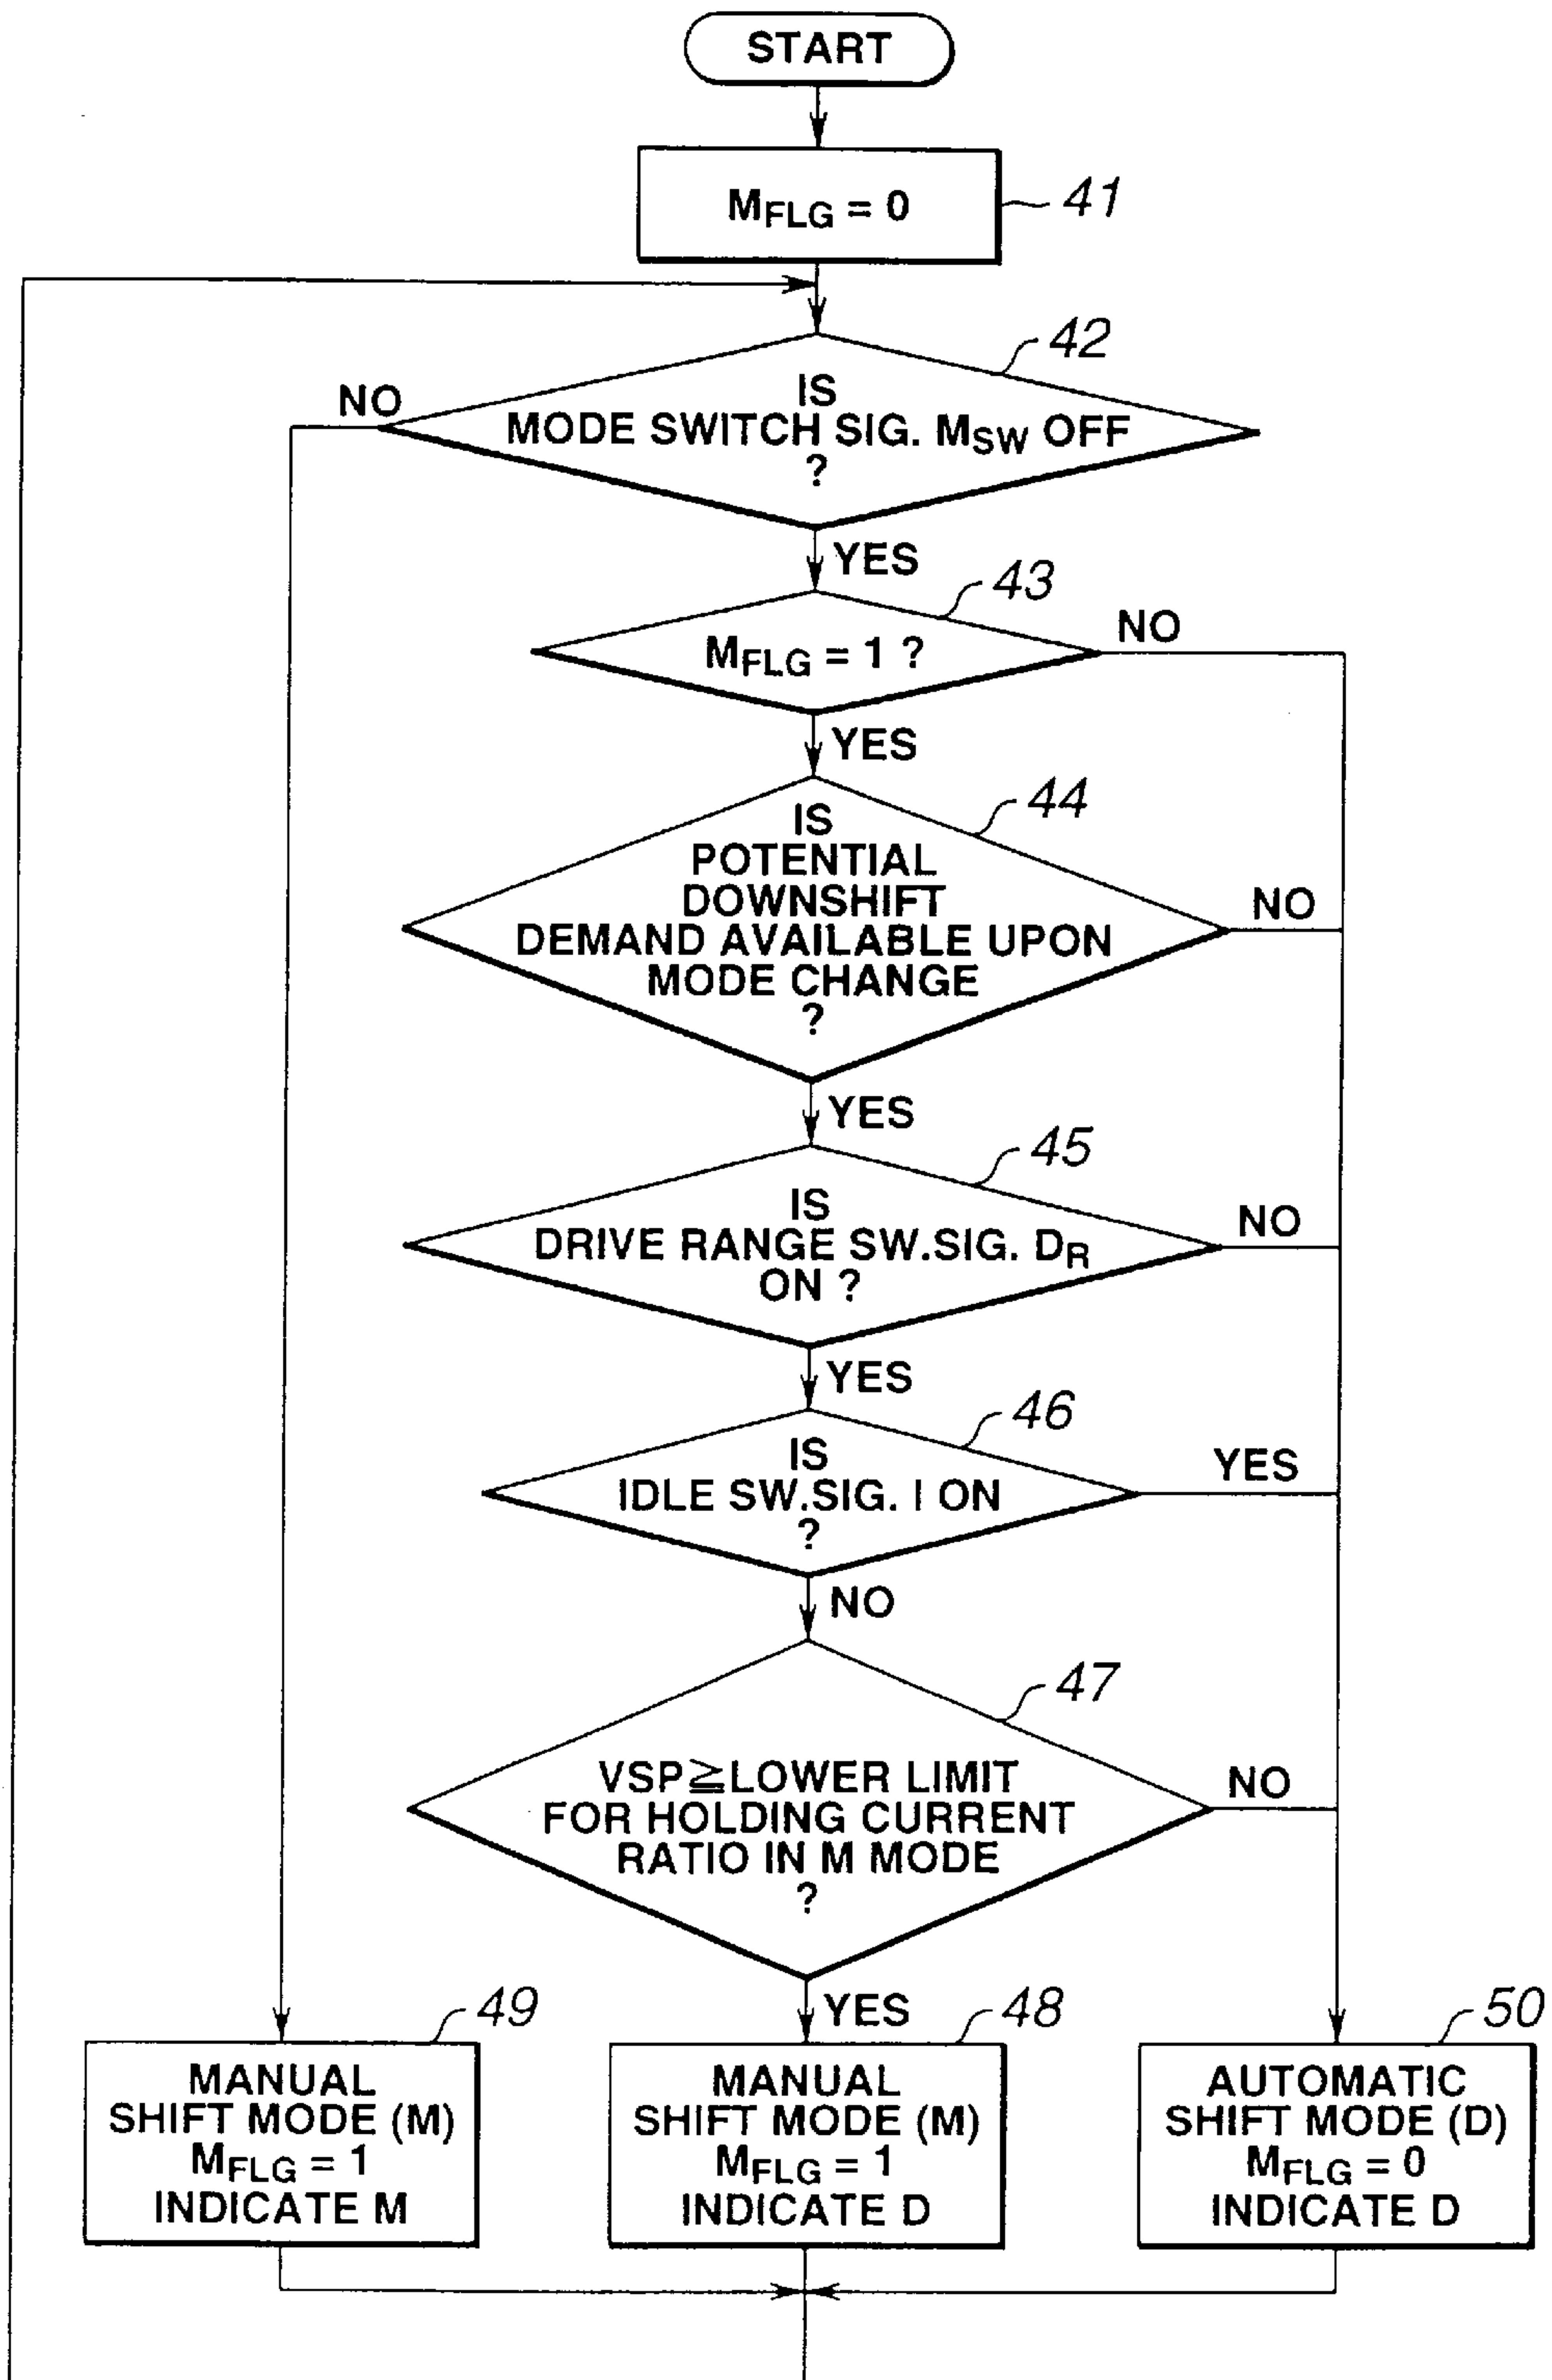 START
MFLG = 0
41
42
NO
IS
MODE SWITCH SIG. MSW OFF
?
YES
43
NO
MFLG = 1 ?
YES
44
IS
POTENTIAL
DOWNSHIFT
DEMAND AVAILABLE UPON
MODE CHANGE
?
NO
YES
45
IS
DRIVE RANGE SW.SIG. DR
ON ?
NO
YES
46
IS
IDLE SW.SIG. I ON
?
YES
NO
47
VSP≧LOWER LIMIT
FOR HOLDING CURRENT
RATIO IN M MODE
?
NO
YES
49
MANUAL
SHIFT MODE (M)
MFLG = 1
INDICATE M
48
MANUAL
SHIFT MODE (M)
MFLG = 1
INDICATE D
50
AUTOMATIC
SHIFT MODE (D)
MFLG = 0
INDICATE D